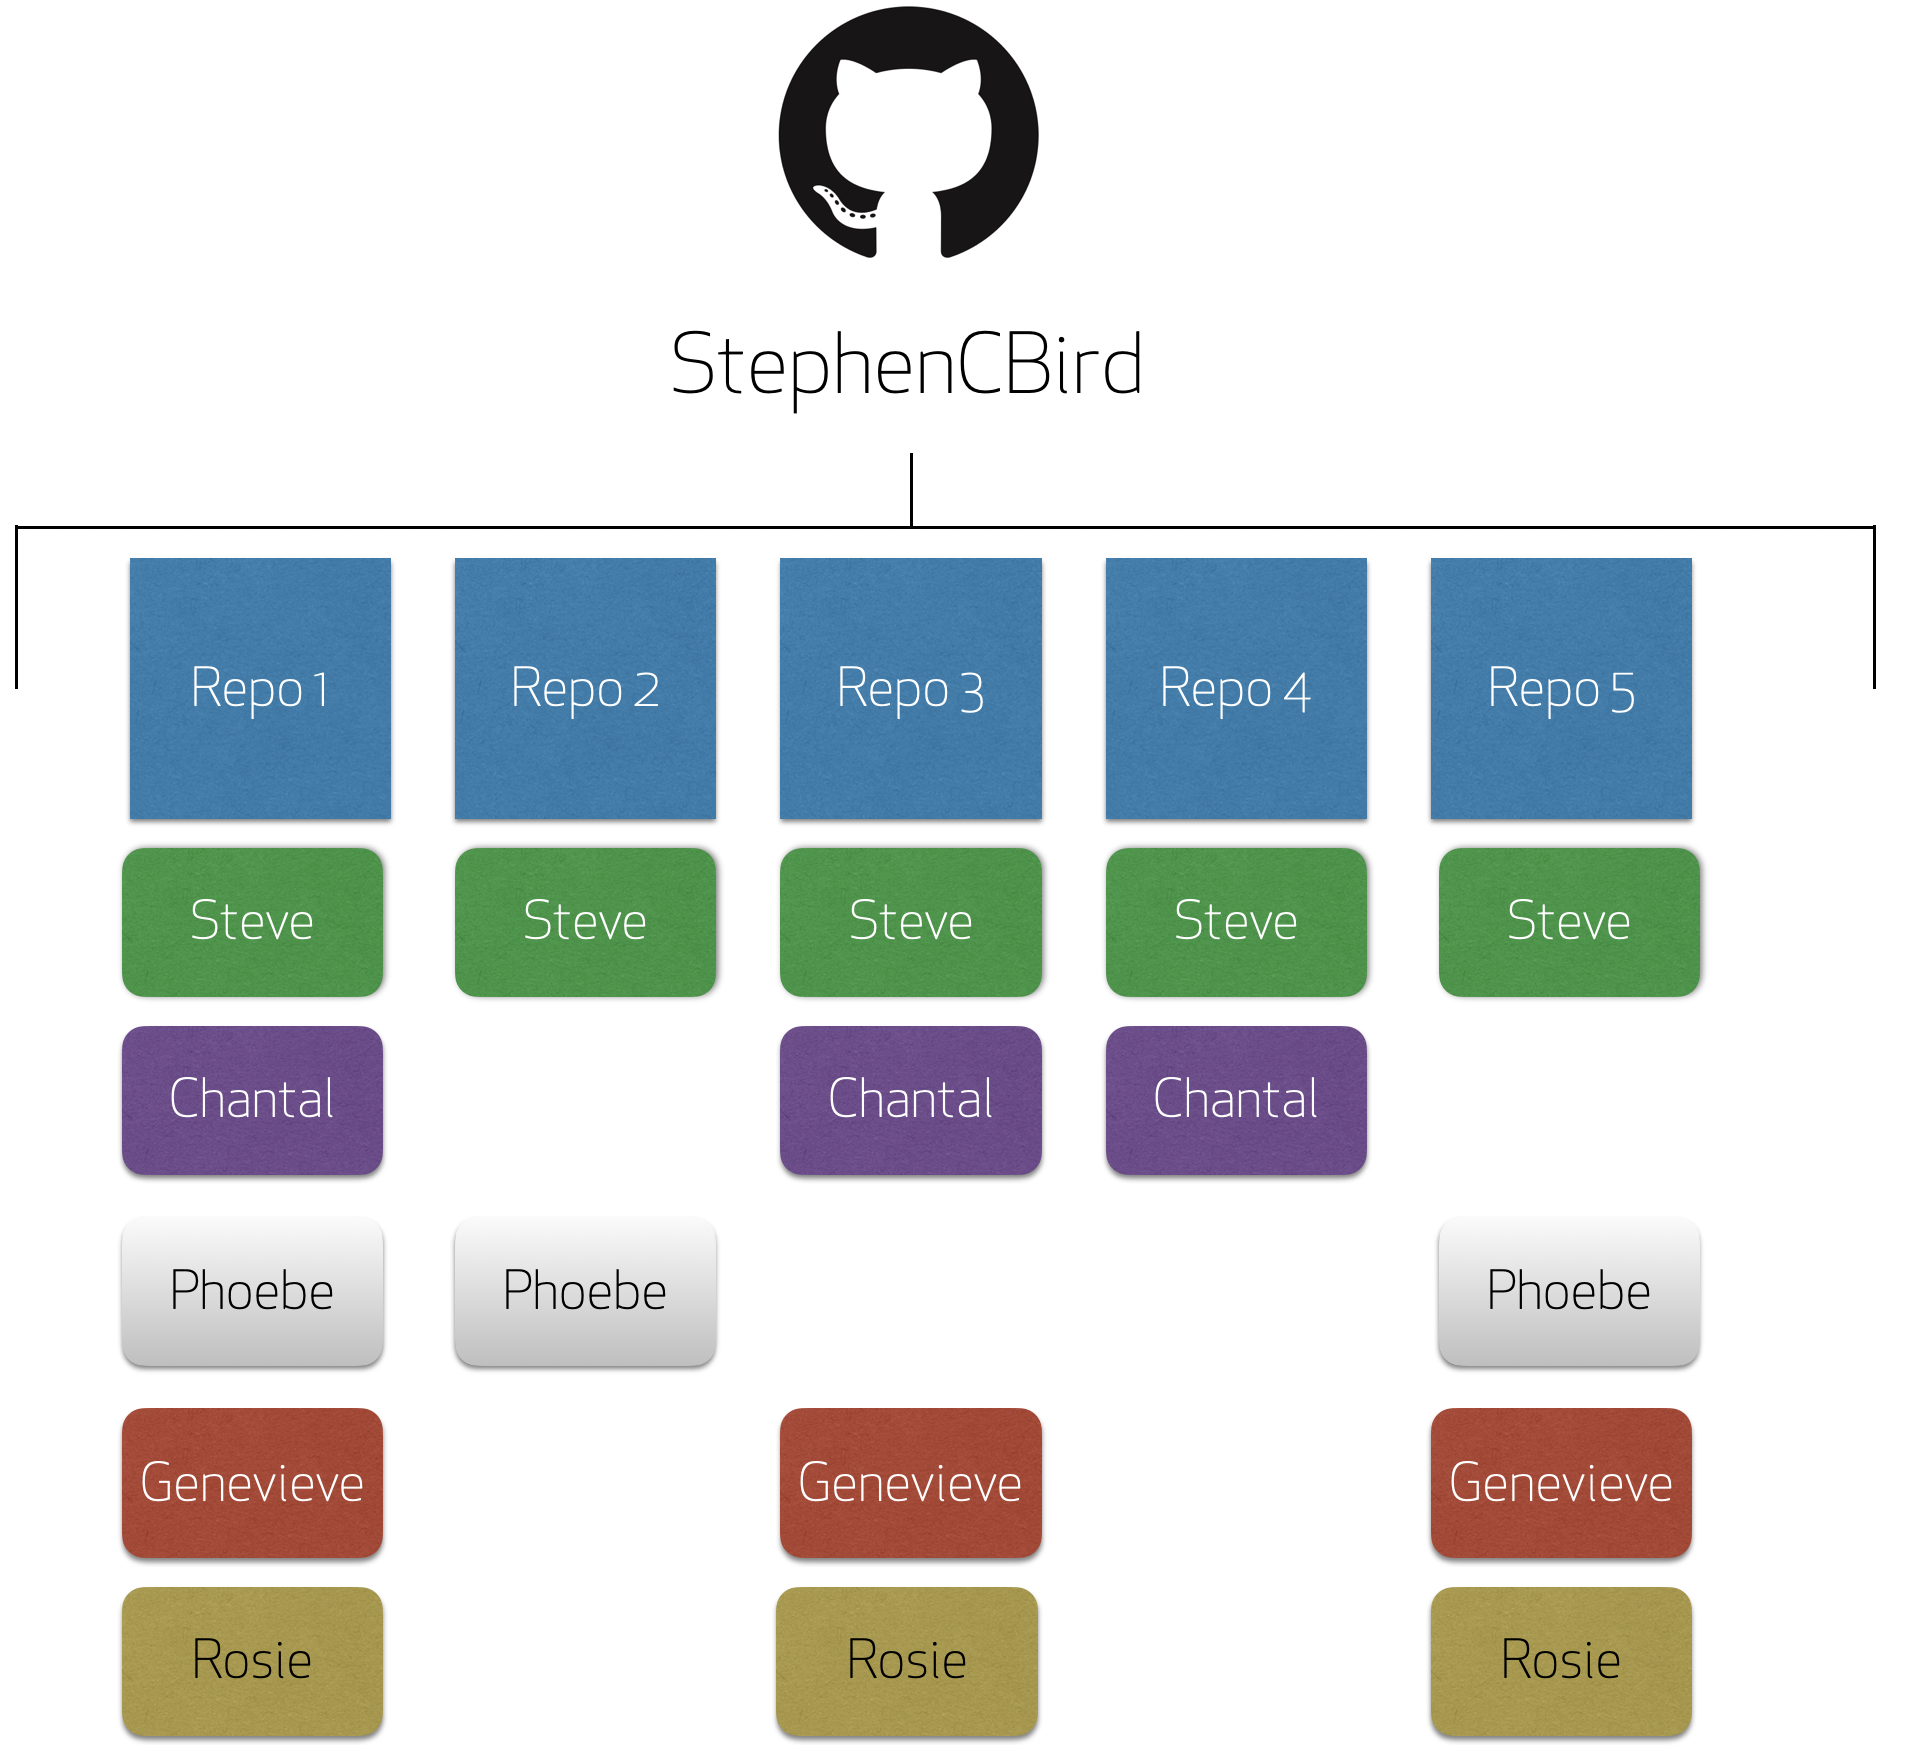 StephenCBird
Repo 1
Repo 2
Repo 3
Repo 4
Repo 5
Steve
Steve
Steve
Steve
Steve
Chantal
Chantal
Chantal
Phoebe
Phoebe
Phoebe
Genevieve
Genevieve
Genevieve
Rosie
Rosie
Rosie